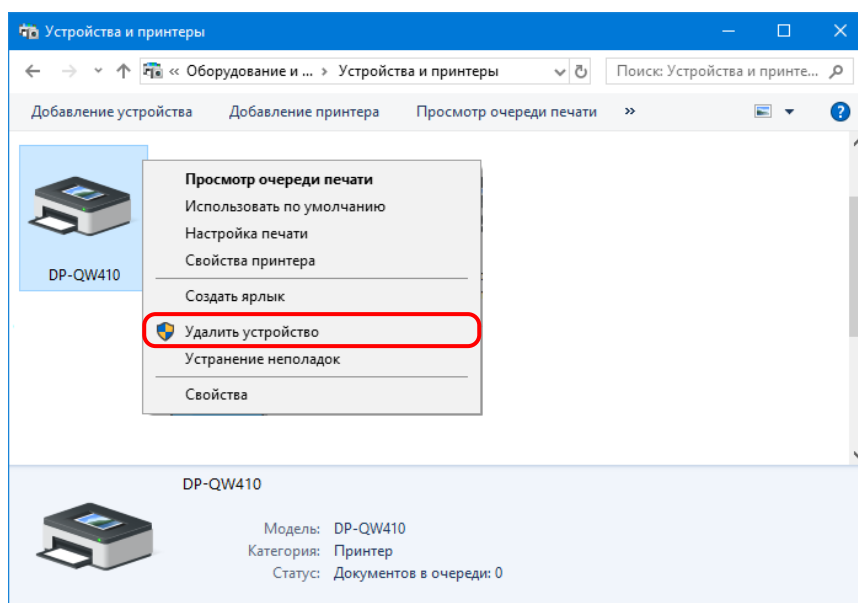 Устройства и принтеры
« Оборудование и ... › Устройства и принтеры
Поиск: Устройства и принте...
Добавление устройства Добавление принтера Просмотр очереди печати » ?
DP-QW410
Просмотр очереди печати
Использовать по умолчанию
Настройка печати
Свойства принтера
Создать ярлык
Удалить устройство
Устранение неполадок
Свойства
DP-QW410
Модель: DP-QW410
Категория: Принтер
Статус: Документов в очереди: 0